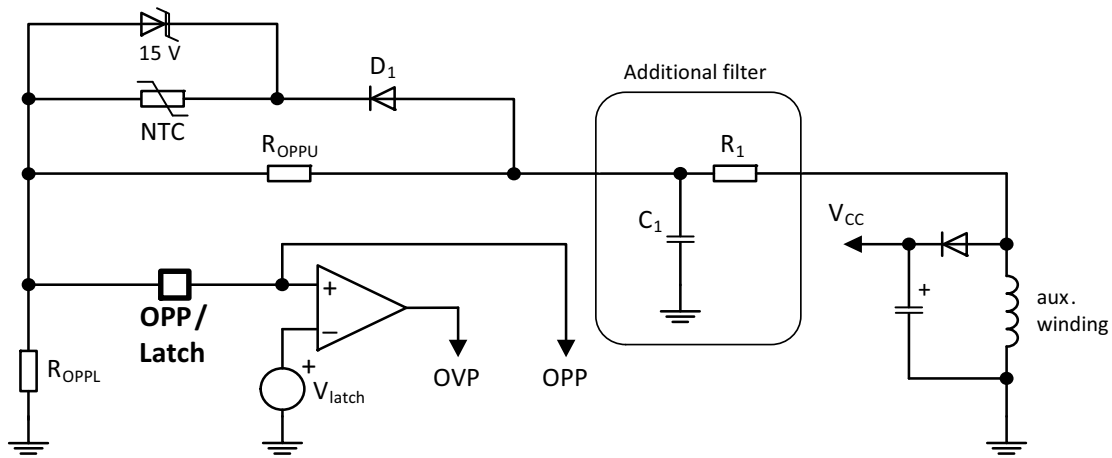 15 V
D1
Additional filter
NTC
ROPPU
R1
C1
VCC
+
aux.
winding
OPP/
Latch
+
−
ROPPL
+
Vlatch
OVP
OPP